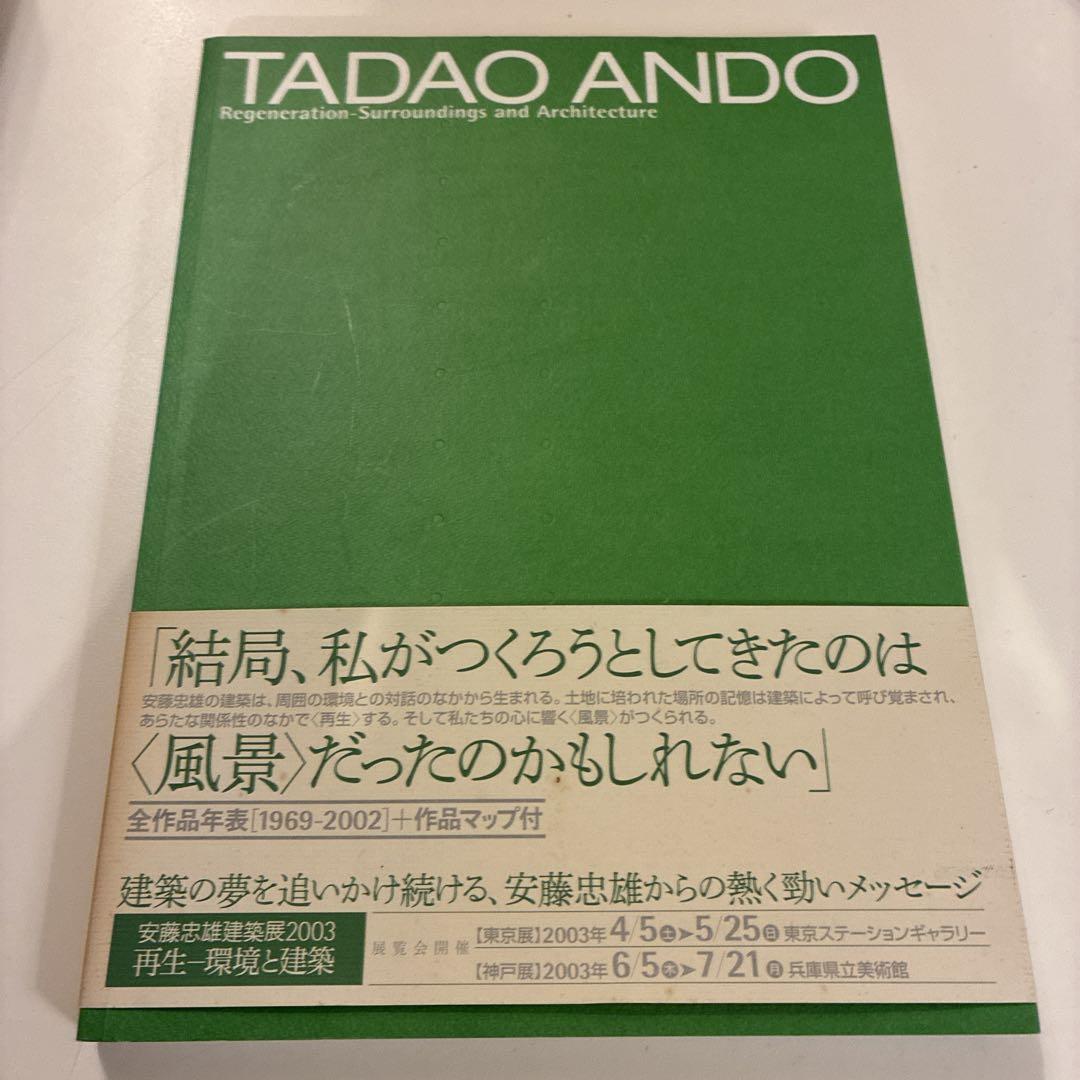 TADAO ANDO
Regeneration-Surroundings and Architecture
「結局、私がつくろうとしてきたのは
安藤忠雄の建築は、周囲の環境との対話のなかから生まれる。土地に培われた場所の記憶は建築によって呼び覚まされ、
あらたな関係性のなかで〈再生〉する。そして私たちの心に響く〈風景〉がつくられる。
〈風景〉だったのかもしれない」
全作品年表[1969-2002]+作品マップ付
建築の夢を追いかけ続ける、安藤忠雄からの熱く勁いメッセージ
安藤忠雄建築展2003
再生−環境と建築
展覧会開催
【東京展】2003年 4/5㊏➤5/25㊐ 東京ステーションギャラリー
【神戸展】2003年 6/5㊍➤7/21㊊ 兵庫県立美術館